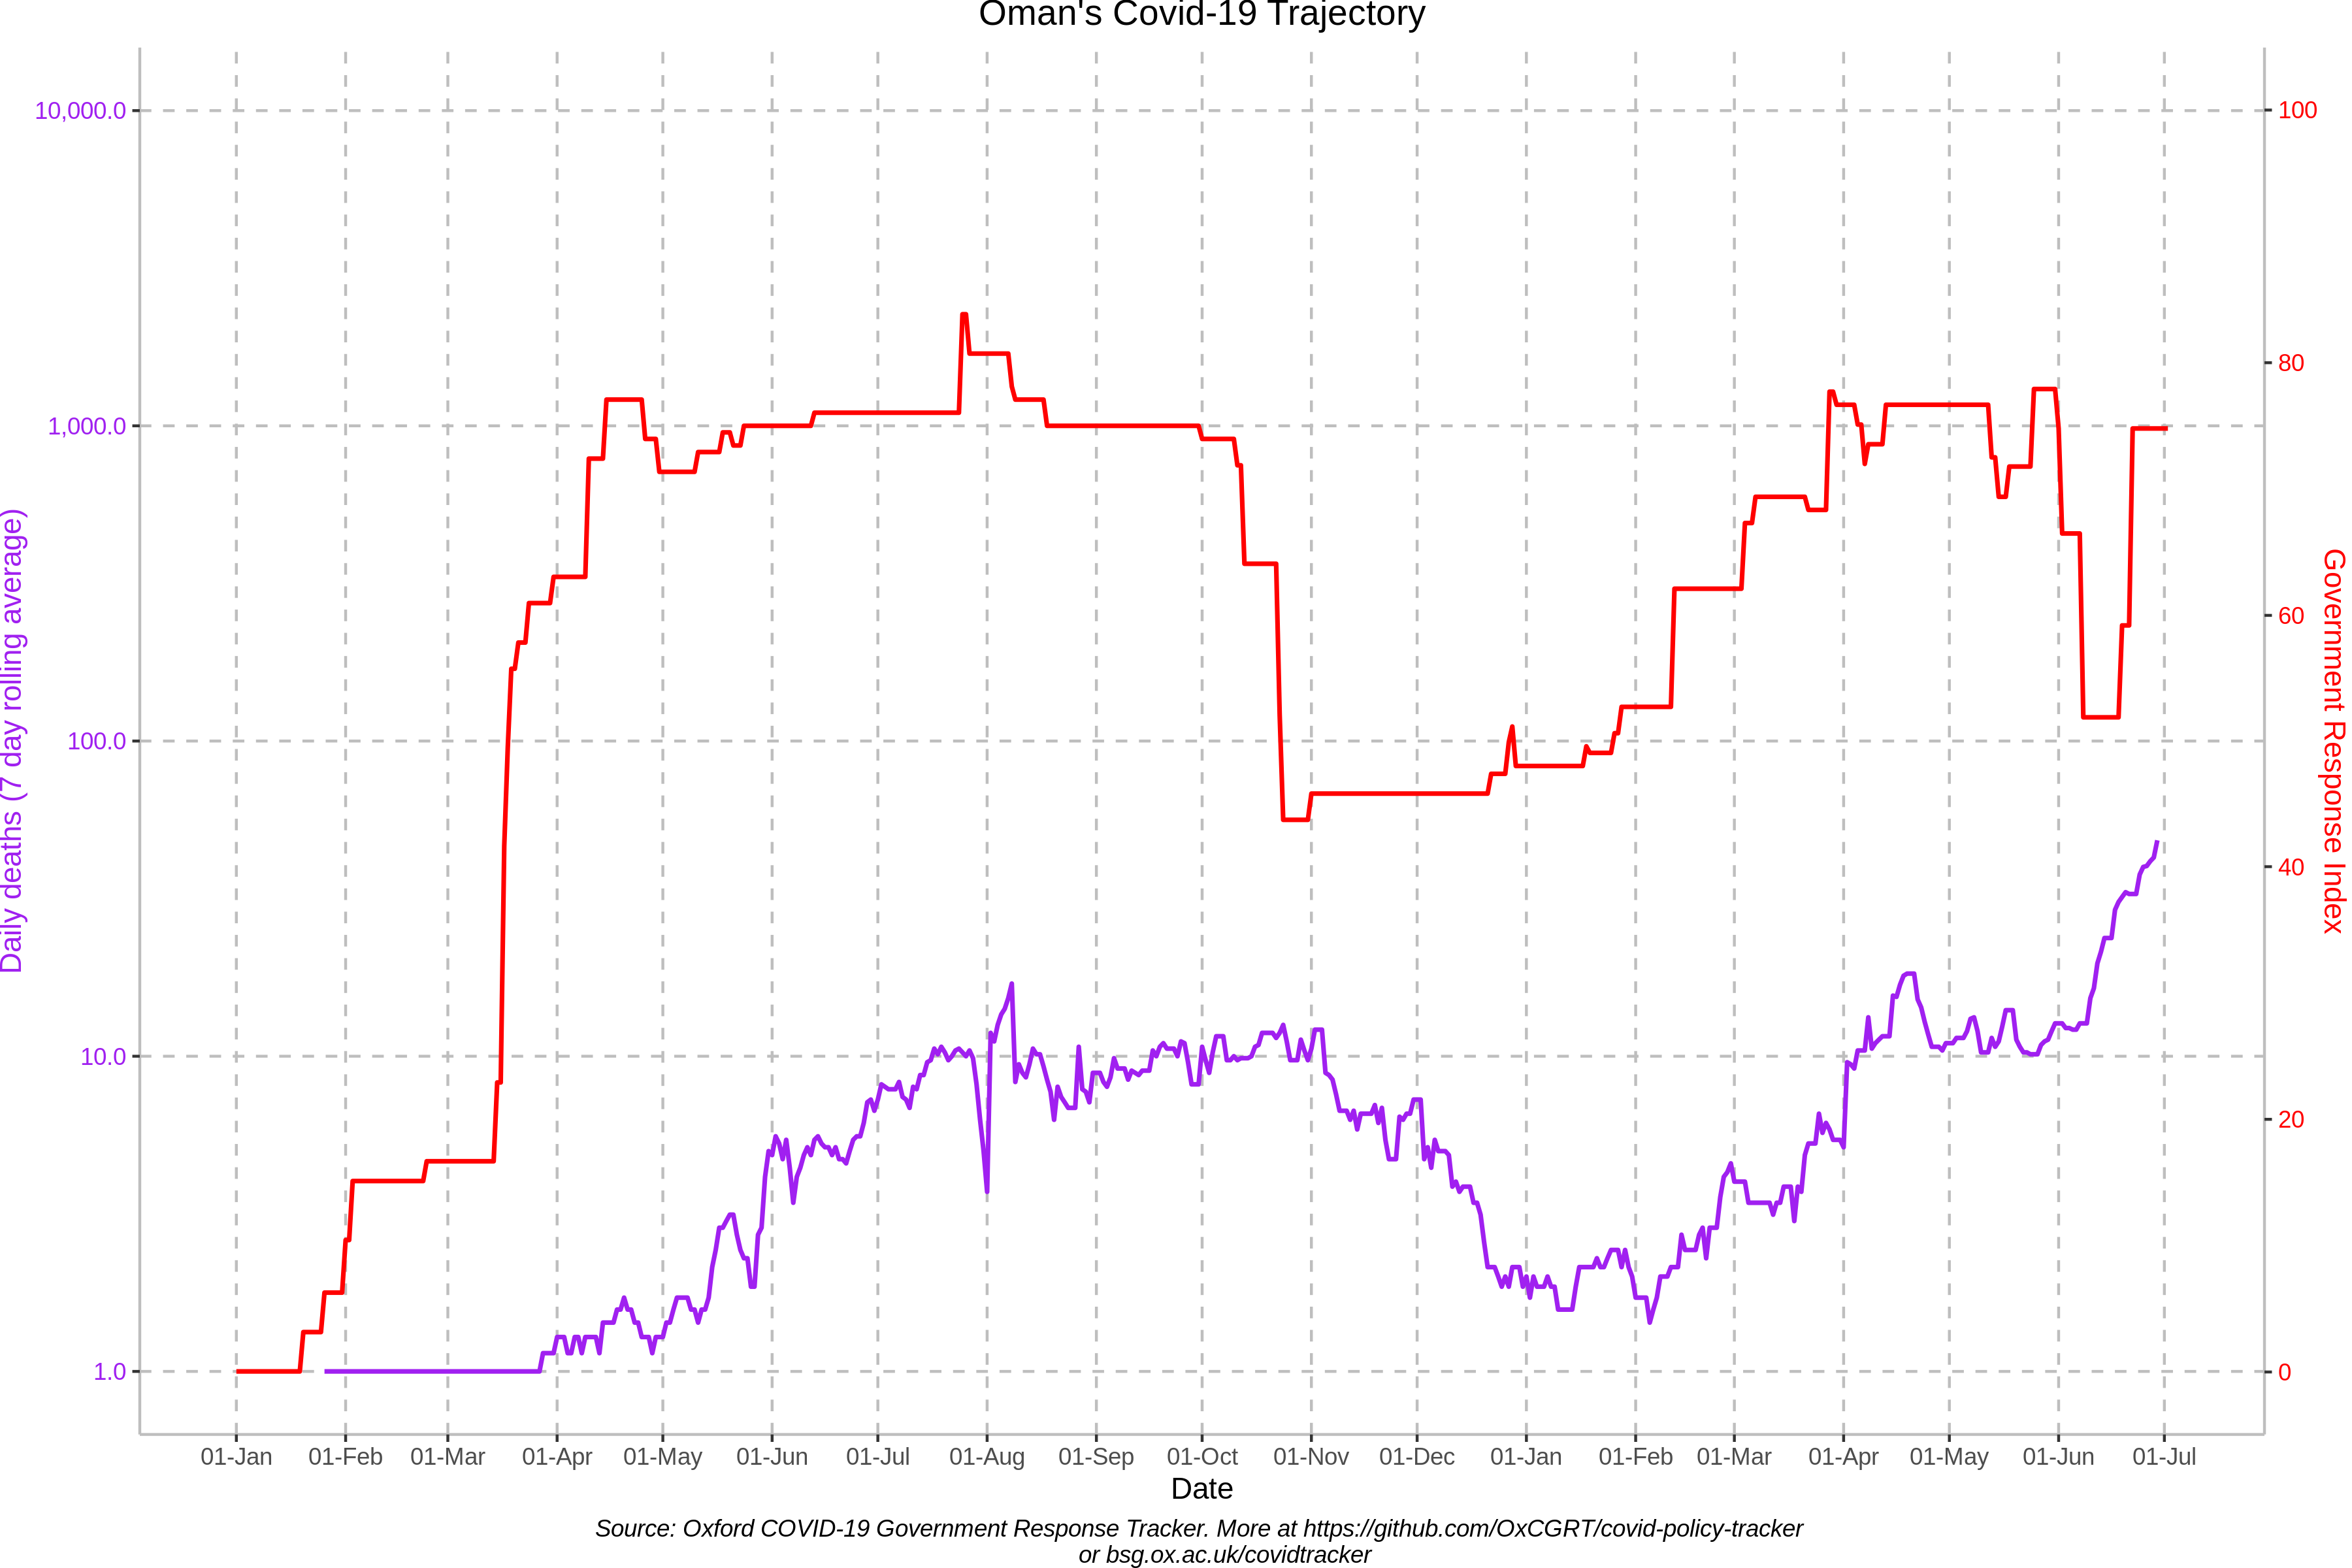 Oman's Covid-19 Trajectory
10,000.0
1,000.0
100.0
10.0
1.0
Daily deaths (7 day rolling average)
100
80
60
40
20
0
Government Response Index
01-Jan 01-Feb 01-Mar 01-Apr 01-May 01-Jun 01-Jul 01-Aug 01-Sep 01-Oct 01-Nov 01-Dec 01-Jan 01-Feb 01-Mar 01-Apr 01-May 01-Jun 01-Jul
Date
Source: Oxford COVID-19 Government Response Tracker. More at https://github.com/OxCGRT/covid-policy-tracker
or bsg.ox.ac.uk/covidtracker